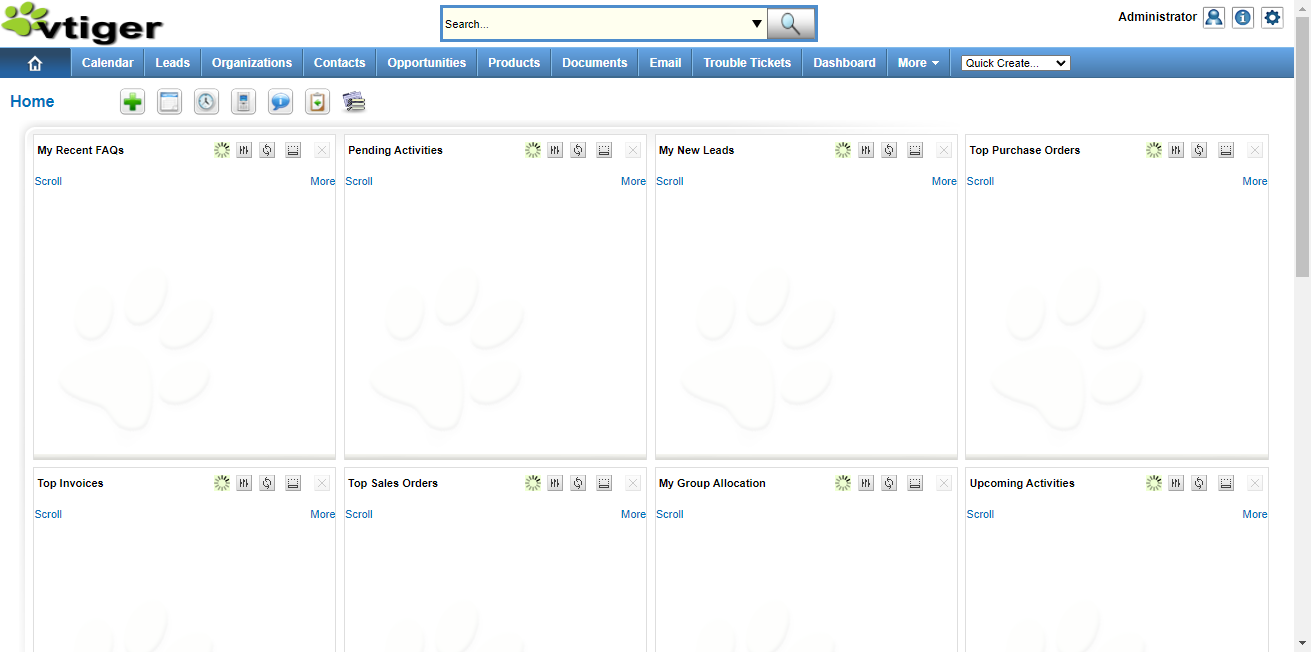 vtiger
Search...
Administrator
Calendar Leads Organizations Contacts Opportunities Products Documents Email Trouble Tickets Dashboard More Quick Create...
Home
My Recent FAQs
Scroll More
Pending Activities
Scroll More
My New Leads
Scroll More
Top Purchase Orders
Scroll More
Top Invoices
Scroll More
Top Sales Orders
Scroll More
My Group Allocation
Scroll
Upcoming Activities
Scroll More